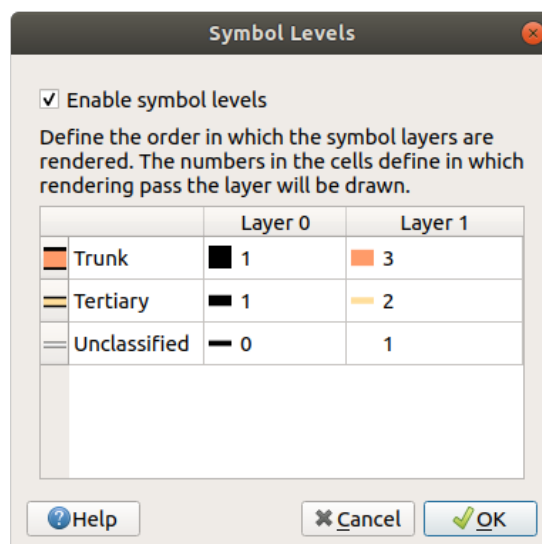 Symbol Levels
Enable symbol levels
Define the order in which the symbol layers are
rendered. The numbers in the cells define in which
rendering pass the layer will be drawn.
Layer 0 Layer 1
Trunk 1 3
Tertiary 1 2
Unclassified 0 1
Help Cancel OK